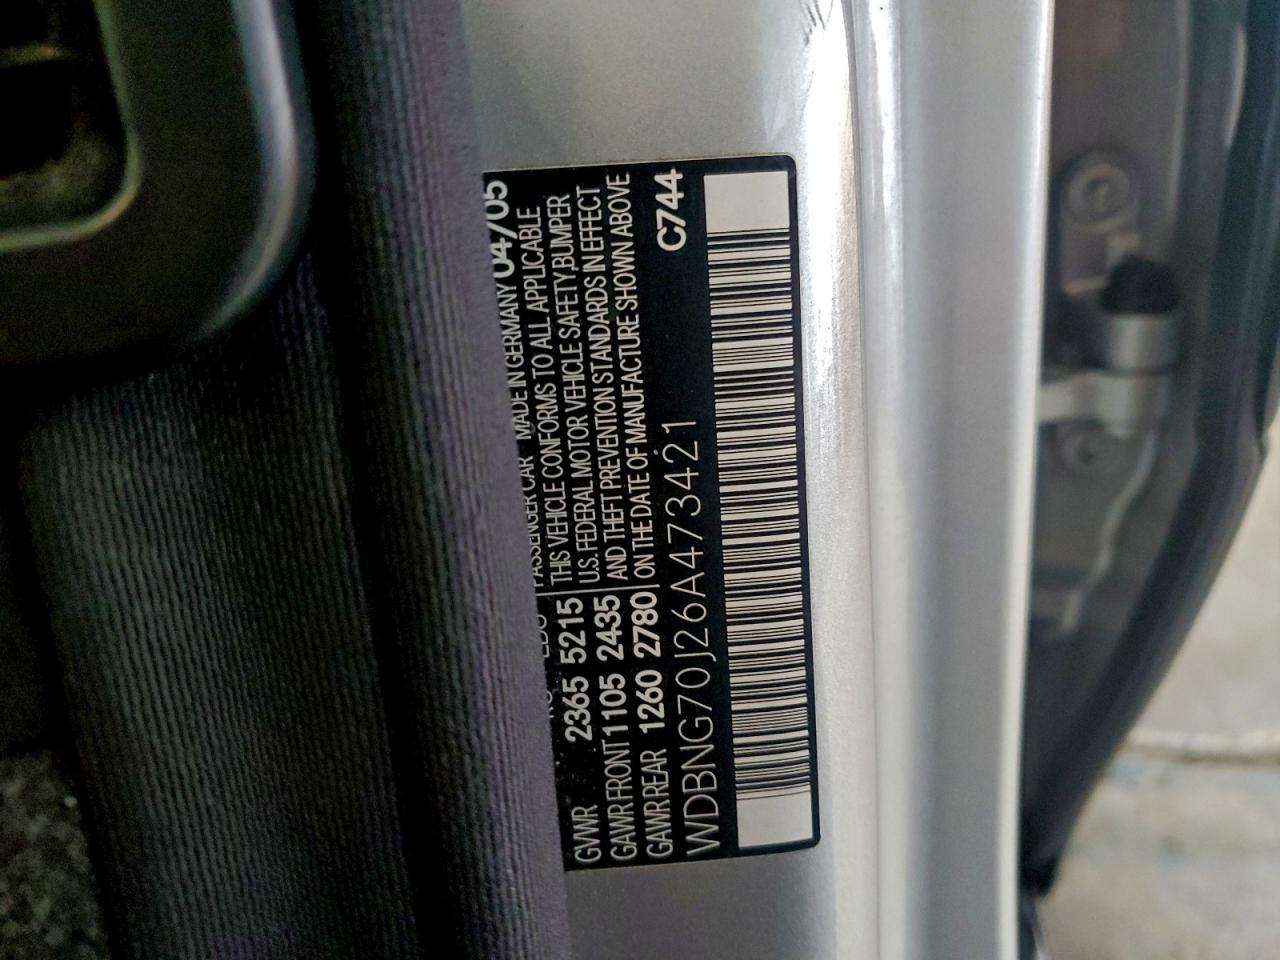 MADE IN GERMANY 04/05
PASSENGER CAR
KG LBS
THIS VEHICLE CONFORMS TO ALL APPLICABLE
GVWR 2365 5215 U.S. FEDERAL MOTOR VEHICLE SAFETY,BUMPER
GAWR FRONT 1105 2435 AND THEFT PREVENTION STANDARDS IN EFFECT
GAWR REAR 1260 2780 ON THE DATE OF MANUFACTURE SHOWN ABOVE
WDBNG70J26A473421 C744